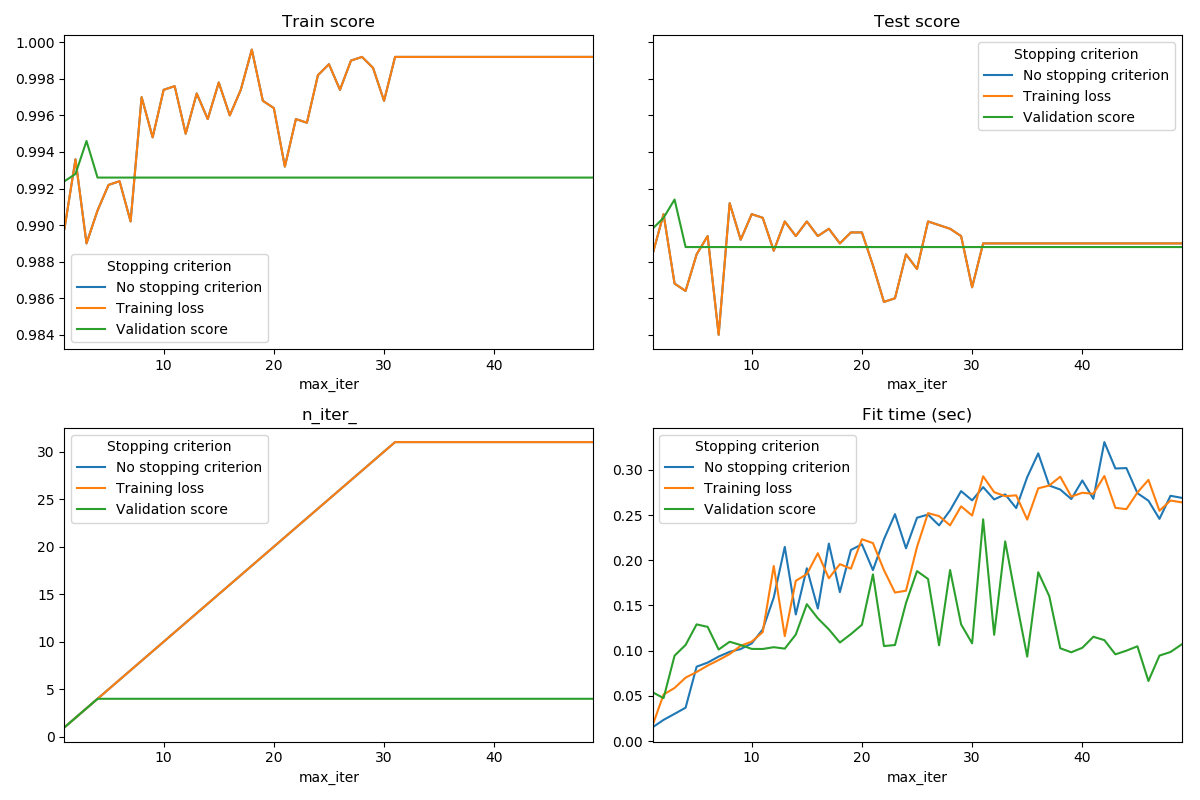 Train score
1.000
0.998
0.996
0.994
0.992
0.990
0.988
0.986
0.984
Stopping criterion
No stopping criterion
Training loss
Validation score
10
20
30
40
max_iter
Test score
Stopping criterion
No stopping criterion
Training loss
Validation score
10
20
30
40
max_iter
n_iter_
30
25
20
15
10
5
0
Stopping criterion
No stopping criterion
Training loss
Validation score
10
20
30
40
max_iter
Fit time (sec)
0.30
0.25
0.20
0.15
0.10
0.05
0.00
Stopping criterion
No stopping criterion
Training loss
Validation score
10
20
30
40
max_iter